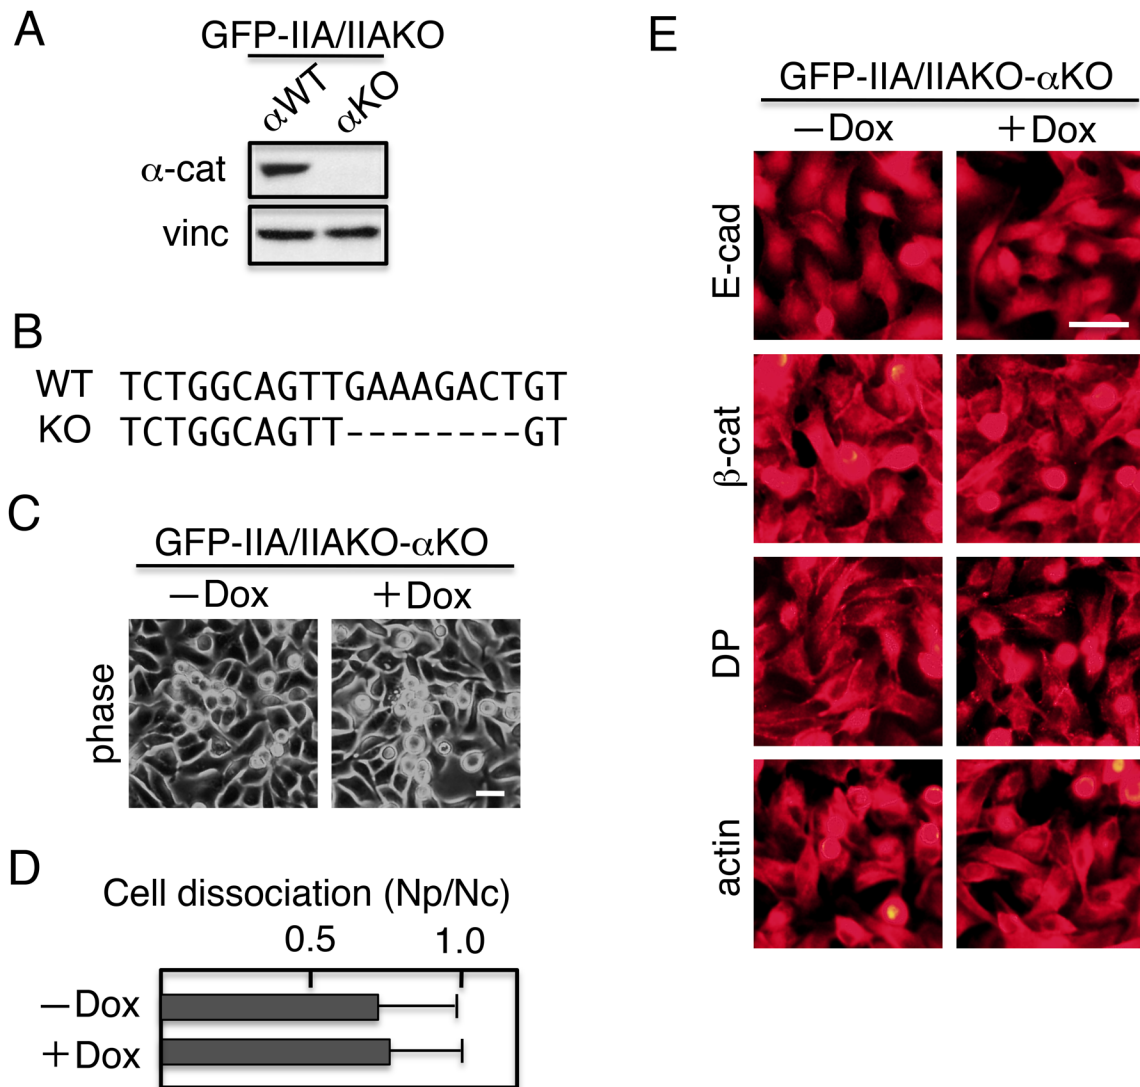 A
GFP-IIA/IIAKO
αWT
αKO
α-cat
vinc
B
WT TCTGGCAGTTGAAAGACTGT
KO TCTGGCAGTT--------GT
C
GFP-IIA/IIAKO-αKO
−Dox +Dox
phase
D
Cell dissociation (Np/Nc)
0.5 1.0
−Dox
+Dox
E
GFP-IIA/IIAKO-αKO
−Dox +Dox
E-cad
β-cat
DP
actin